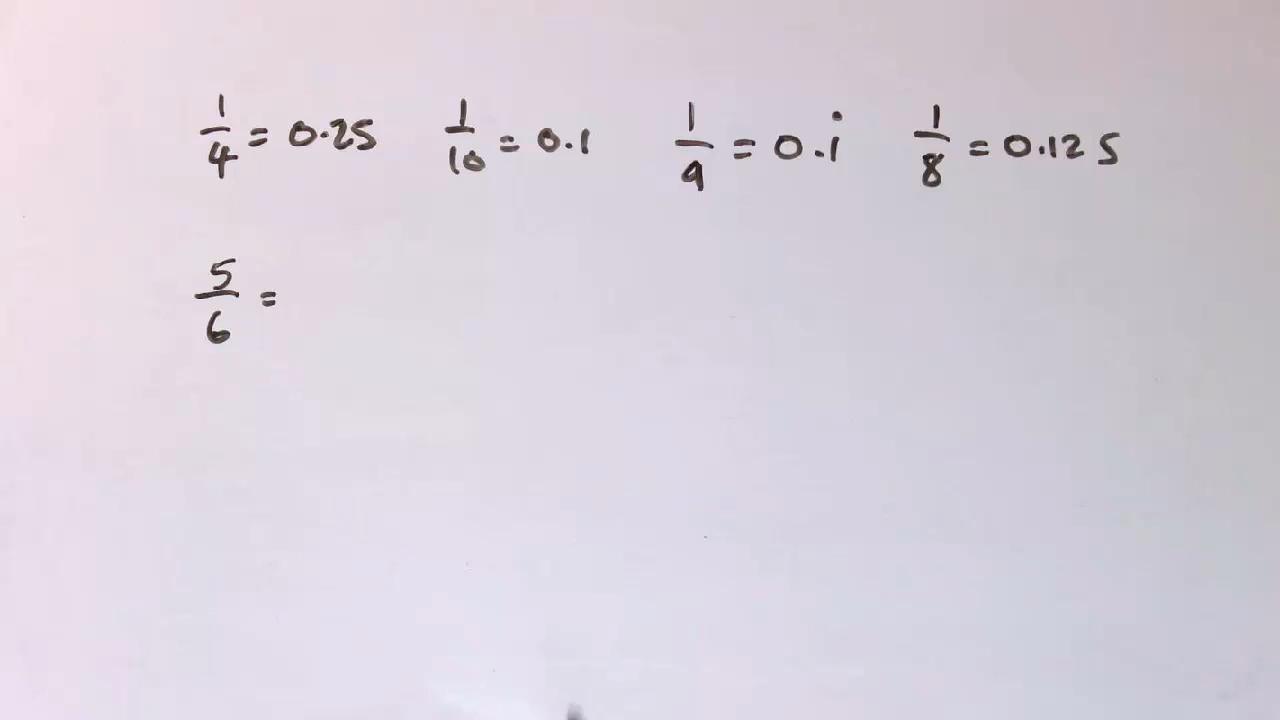 1/4 = 0.25 1/10 = 0.1 1/9 = 0.1̇ 1/8 = 0.125
5/6 =